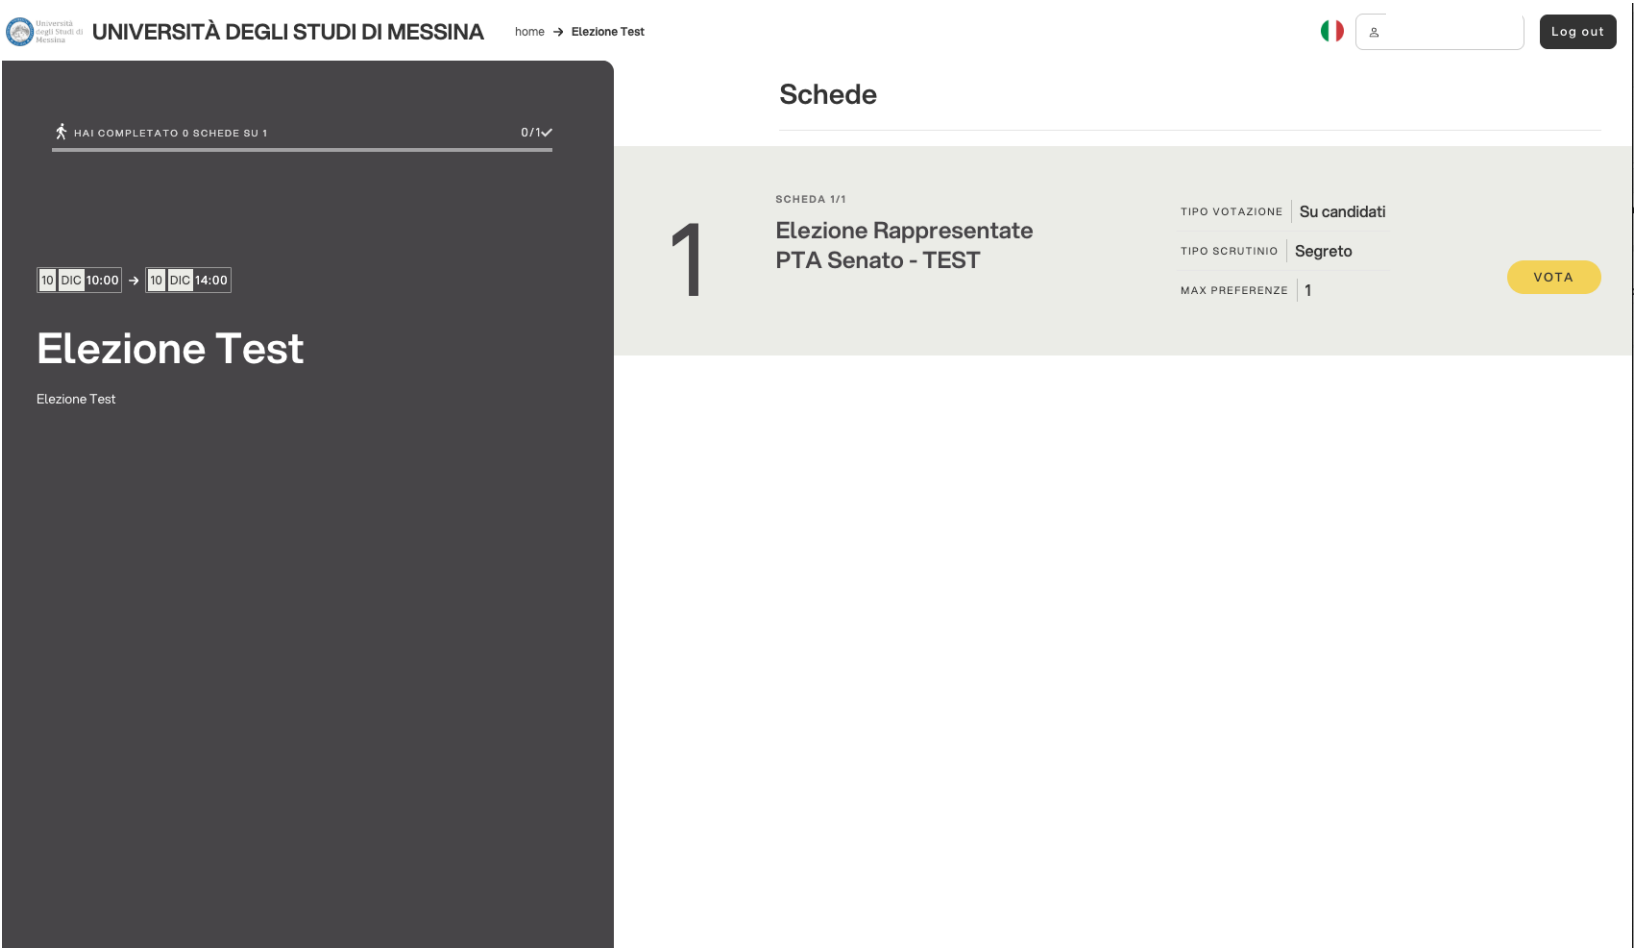 Università
degli Studi di
Messina
UNIVERSITÀ DEGLI STUDI DI MESSINA
home → Elezione Test
Log out
HAI COMPLETATO 0 SCHEDE SU 1
0/1
10 DIC 10:00 → 10 DIC 14:00
Elezione Test
Elezione Test
Schede
1
SCHEDA 1/1
Elezione Rappresentate
PTA Senato - TEST
TIPO VOTAZIONE Su candidati
TIPO SCRUTINIO Segreto
MAX PREFERENZE 1
VOTA